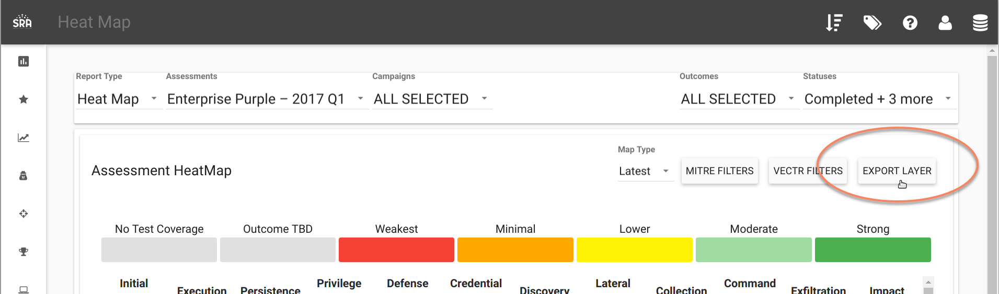 SRA Heat Map
Report Type Assessments Campaigns Outcomes Statuses
Heat Map Enterprise Purple – 2017 Q1 ALL SELECTED ALL SELECTED Completed + 3 more
Map Type
Assessment HeatMap Latest MITRE FILTERS VECTR FILTERS EXPORT LAYER
No Test Coverage Outcome TBD Weakest Minimal Lower Moderate Strong
Initial Privilege Defense Credential Lateral Command
Execution Persistence Discovery Collection Exfiltration Impact